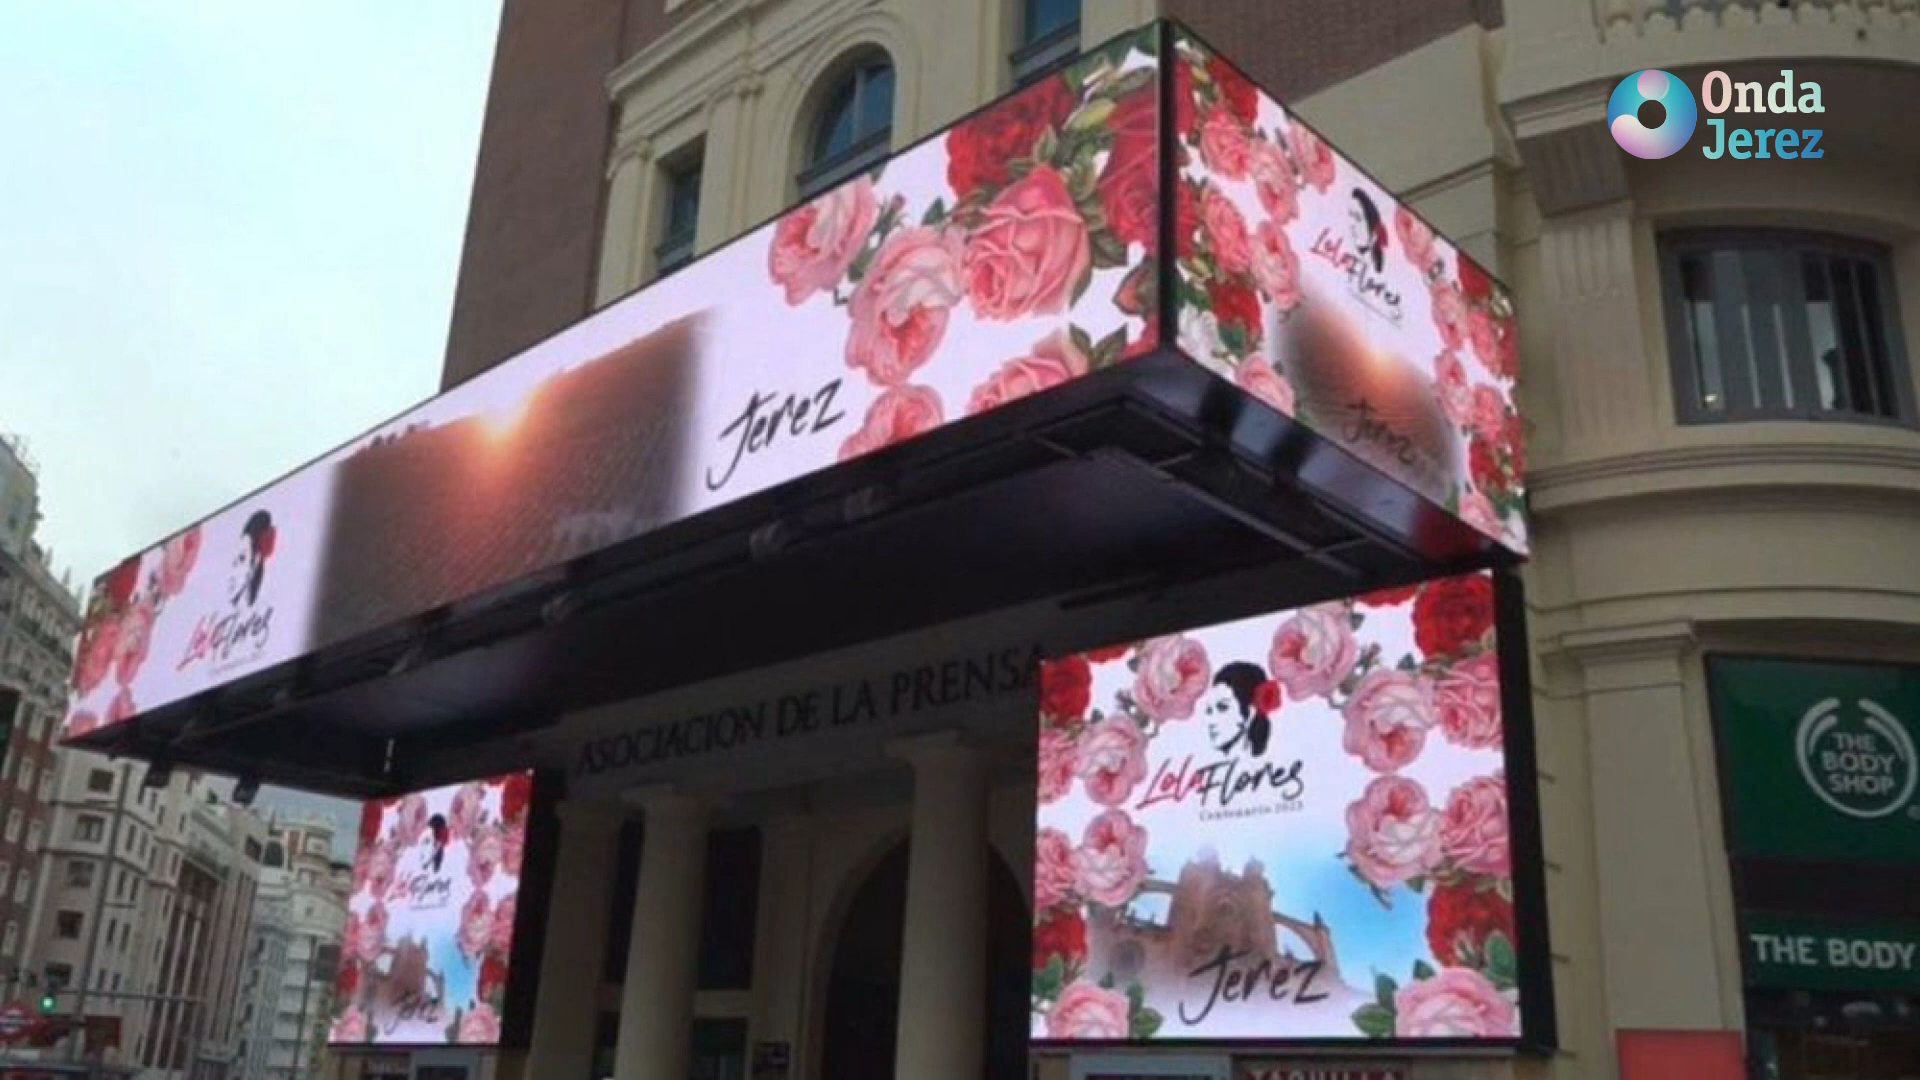 Onda
Jerez
Lola Flores
Jerez
Lola Flores
Jerez
ASOCIACION DE LA PRENSA
Lola Flores
Centenario 2023
Jerez
Lola Flores
Jerez
THE
BODY
SHOP
THE BODY